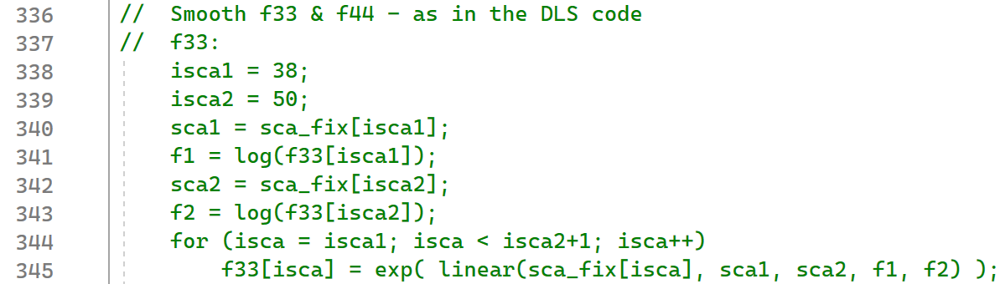 336 //  Smooth f33 & f44 - as in the DLS code
337 //  f33:
338     isca1 = 38;
339     isca2 = 50;
340     sca1 = sca_fix[isca1];
341     f1 = log(f33[isca1]);
342     sca2 = sca_fix[isca2];
343     f2 = log(f33[isca2]);
344     for (isca = isca1; isca < isca2+1; isca++)
345         f33[isca] = exp( linear(sca_fix[isca], sca1, sca2, f1, f2) );